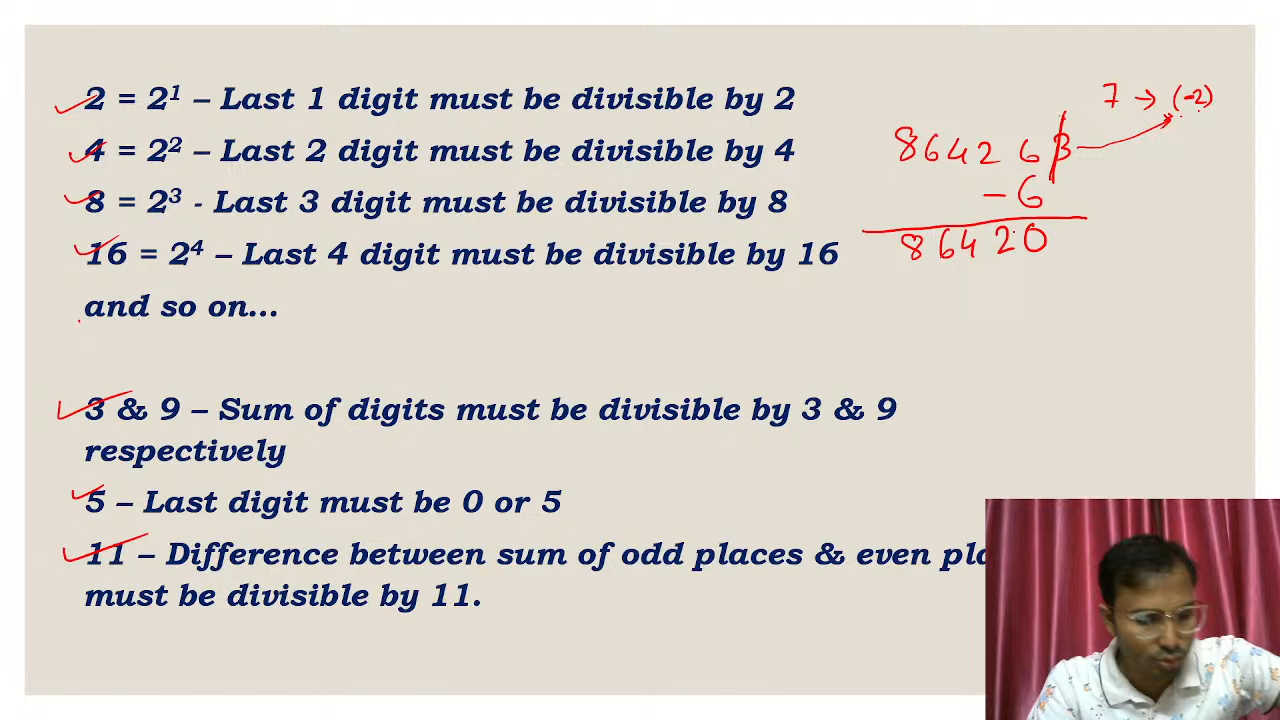 2 = 2¹ – Last 1 digit must be divisible by 2
4 = 2² – Last 2 digit must be divisible by 4
8 = 2³ - Last 3 digit must be divisible by 8
16 = 2⁴ – Last 4 digit must be divisible by 16
and so on...
3 & 9 – Sum of digits must be divisible by 3 & 9
respectively
5 – Last digit must be 0 or 5
11 – Difference between sum of odd places & even pla
must be divisible by 11.
7 → (-2)
864263
-6
86420